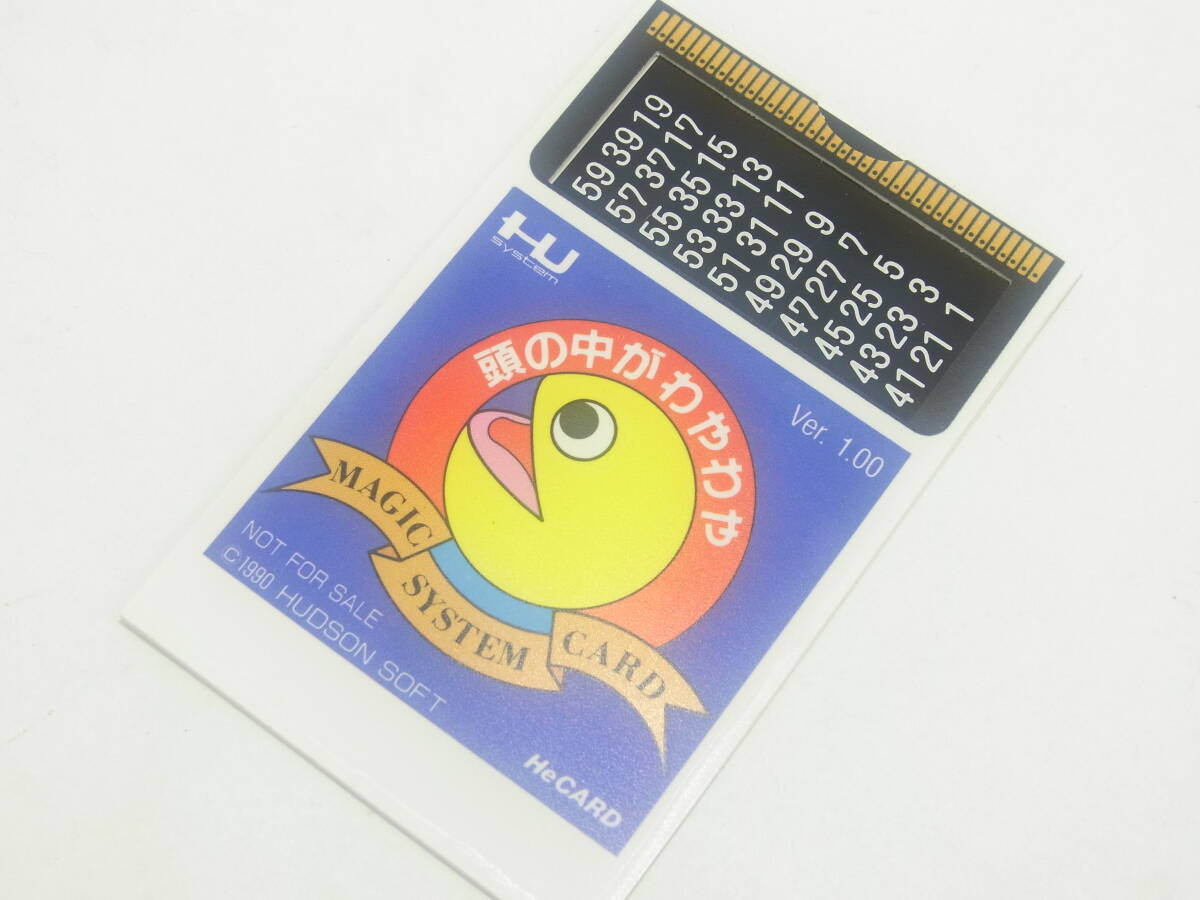 59 39 19
57 37 17
55 35 15
53 33 13
51 31 11
49 29 9
47 27 7
45 25 5
43 23 3
41 21 1
HU
system
Ver. 1.00
頭の中がわやわさ
MAGIC SYSTEM CARD
NOT FOR SALE
©1990 HUDSON SOFT
HeCARD